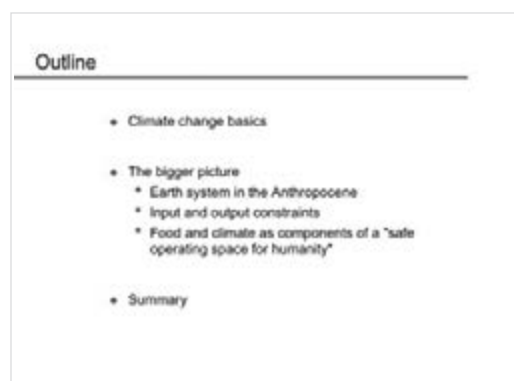 Outline
• Climate change basics
• The bigger picture
• Earth system in the Anthropocene
• Input and output constraints
• Food and climate as components of a "safe
operating space for humanity"
• Summary